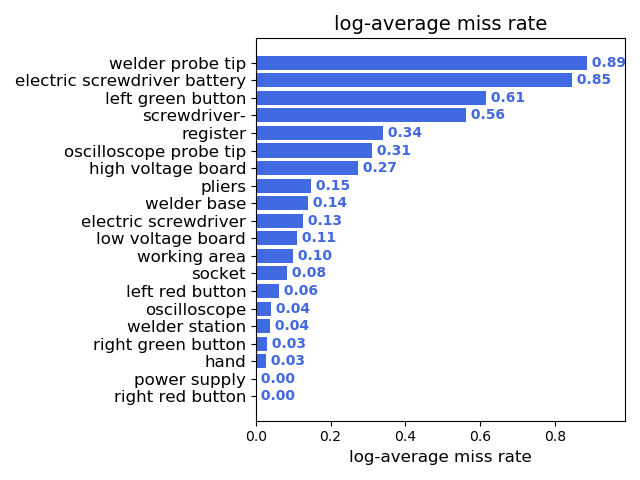 log-average miss rate
welder probe tip 0.89
electric screwdriver battery 0.85
left green button 0.61
screwdriver- 0.56
register 0.34
oscilloscope probe tip 0.31
high voltage board 0.27
pliers 0.15
welder base 0.14
electric screwdriver 0.13
low voltage board 0.11
working area 0.10
socket 0.08
left red button 0.06
oscilloscope 0.04
welder station 0.04
right green button 0.03
hand 0.03
power supply 0.00
right red button 0.00
0.0 0.2 0.4 0.6 0.8
log-average miss rate